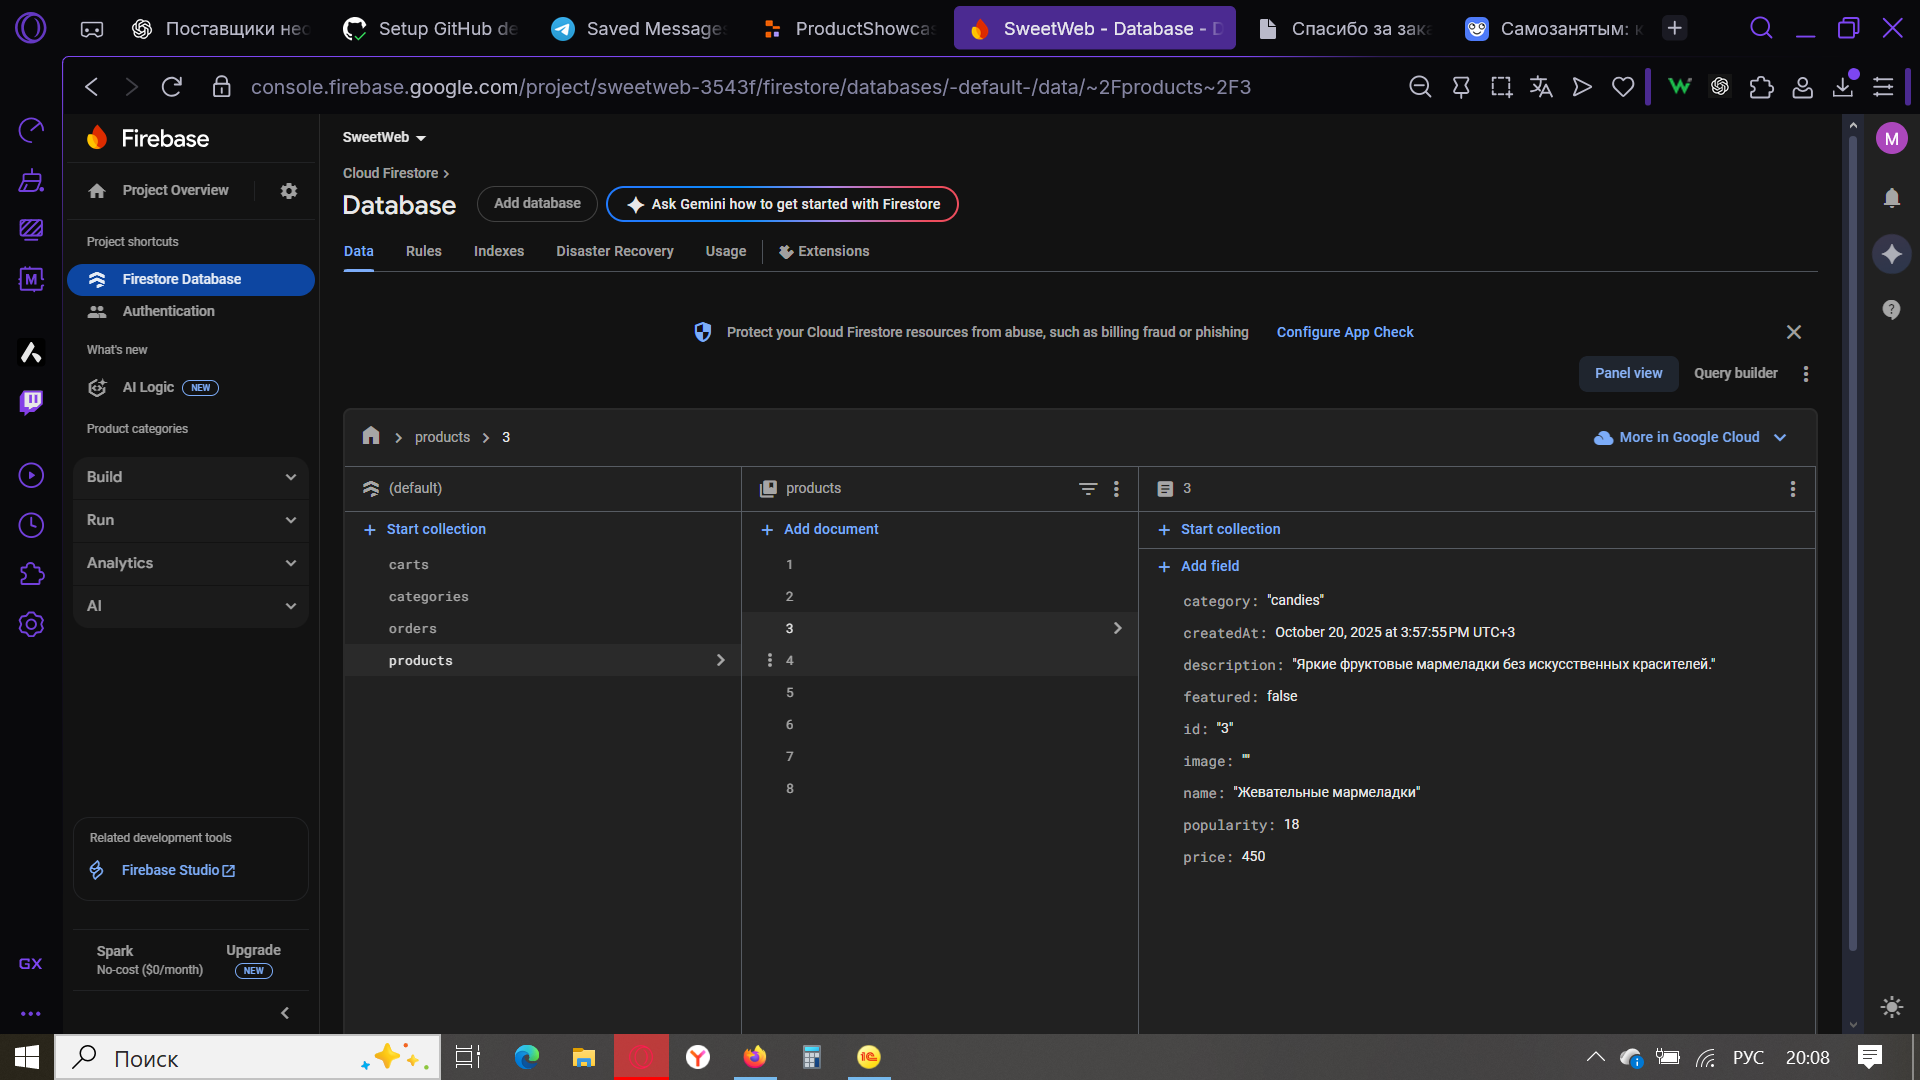 Поставщики нес
Setup GitHub de
Saved Message
ProductShowca
SweetWeb - Database - D
Спасибо за зака
Самозанятым: к
console.firebase.google.com/project/sweetweb-3543f/firestore/databases/-default-/data/~2Fproducts~2F3
Firebase
SweetWeb
M
Cloud Firestore
Project Overview
Database
Add database
Ask Gemini how to get started with Firestore
Project shortcuts
Data
Rules
Indexes
Disaster Recovery
Usage
Extensions
Firestore Database
Authentication
Protect your Cloud Firestore resources from abuse, such as billing fraud or phishing
Configure App Check
What's new
AI Logic NEW
Panel view
Query builder
Product categories
products
3
More in Google Cloud
Build
Run
Analytics
AI
(default)
Start collection
carts
categories
orders
products
products
Add document
1
2
3
4
5
6
7
8
3
Start collection
Add field
category: "candies"
createdAt: October 20, 2025 at 3:57:55 PM UTC+3
description: "Яркие фруктовые мармеладки без искусственных красителей."
featured: false
id: "3"
image: ""
name: "Жевательные мармеладки"
popularity: 18
price: 450
Related development tools
Firebase Studio
Spark
No-cost ($0/month)
Upgrade
NEW
M
GX
Поиск
1С
РУС
20:08